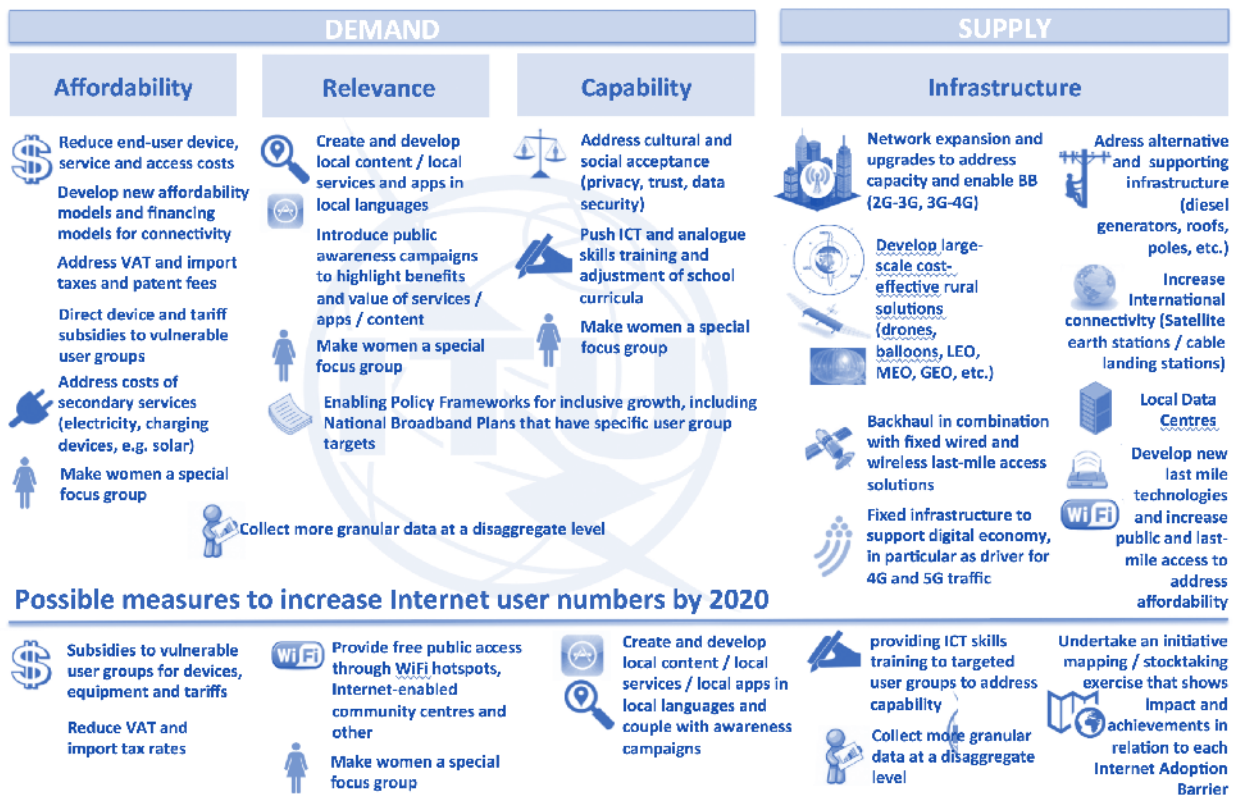 DEMAND
SUPPLY
Affordability
Relevance
Capability
Infrastructure
Reduce end-user device,
service and access costs
Develop new affordability
models and financing
models for connectivity
Address VAT and import
taxes and patent fees
Direct device and tariff
subsidies to vulnerable
user groups
Address costs of
secondary services
(electricity, charging
devices, e.g. solar)
Make women a special
focus group
Create and develop
local content / local
services and apps in
local languages
Introduce public
awareness campaigns
to highlight benefits
and value of services /
apps / content
Make women a special
focus group
Address cultural and
social acceptance
(privacy, trust, data
security)
Push ICT and analogue
skills training and
adjustment of school
curricula
Make women a special
focus group
Enabling Policy Frameworks for inclusive growth, including
National Broadband Plans that have specific user group
targets
Collect more granular data at a disaggregate level
Network expansion and
upgrades to address
capacity and enable BB
(2G-3G, 3G-4G)
Develop large-
scale cost-
effective rural
solutions
(drones,
balloons, LEO,
MEO, GEO, etc.)
Backhaul in combination
with fixed wired and
wireless last-mile access
solutions
Fixed infrastructure to
support digital economy,
in particular as driver for
4G and 5G traffic
Adress alternative
and supporting
infrastructure
(diesel
generators, roofs,
poles, etc.)
Increase
International
connectivity (Satellite
earth stations / cable
landing stations)
Local Data
Centres
Develop new
last mile
technologies
and increase
public and last-
mile access to
address
affordability
WiFi
ITU
Possible measures to increase Internet user numbers by 2020
Subsidies to vulnerable
user groups for devices,
equipment and tariffs
Reduce VAT and
import tax rates
WiFi
Provide free public access
through WiFi hotspots,
Internet-enabled
community centres and
other
Make women a special
focus group
Create and develop
local content / local
services / local apps in
local languages and
couple with awareness
campaigns
providing ICT skills
training to targeted
user groups to address
capability
Collect more granular
data at a disaggregate
level
Undertake an initiative
mapping / stocktaking
exercise that shows
Impact and
achievements in
relation to each
Internet Adoption
Barrier